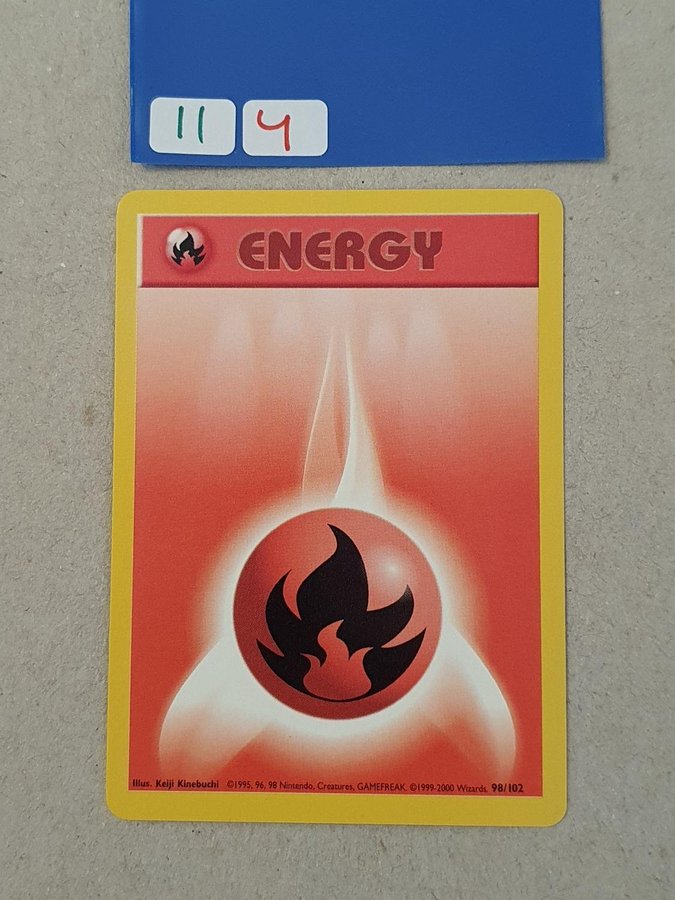 11 4
ENERGY
Illus. Keiji Kinebuchi ©1995, 96, 98 Nintendo, Creatures, GAMEFREAK. ©1999-2000 Wizards. 98/102